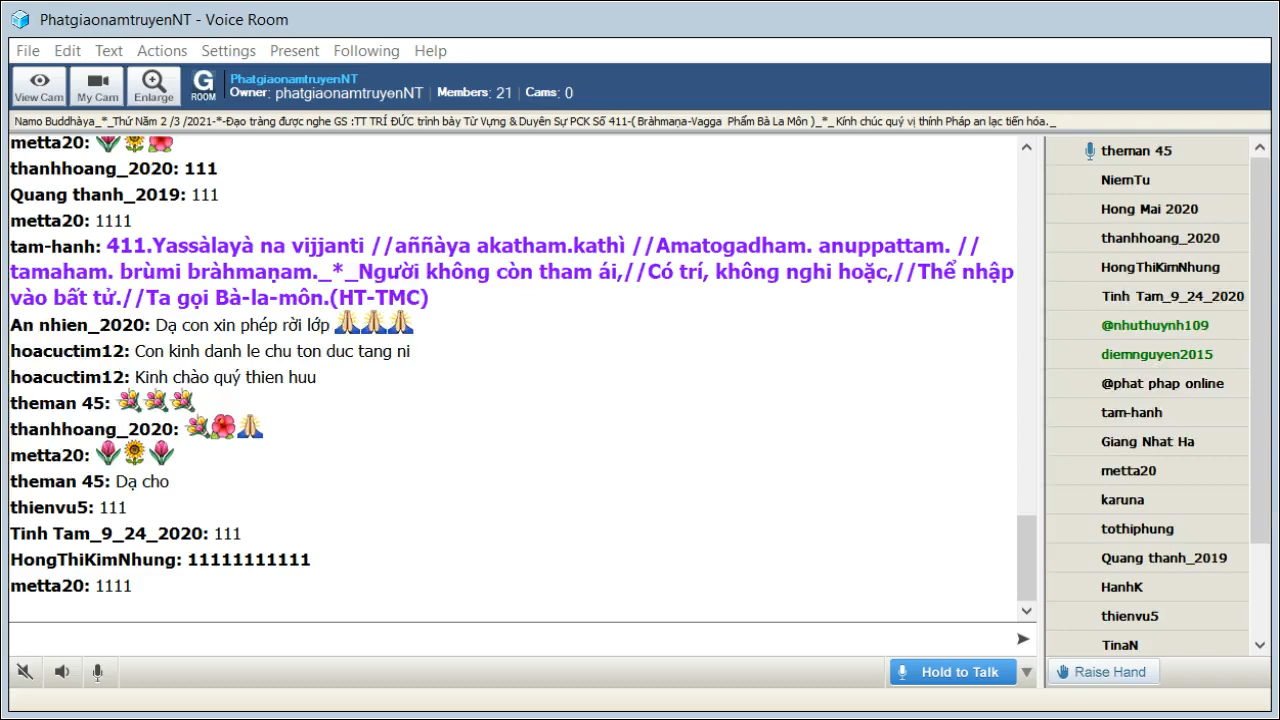 PhatgiaonamtruyenNT - Voice Room
File Edit Text Actions Settings Present Following Help
View Cam My Cam Enlarge G ROOM
PhatgiaonamtruyenNT
Owner: phatgiaonamtruyenNT | Members: 21 | Cams: 0
Namo Buddhàya_*_Thứ Năm 2 /3 /2021-*-Đạo tràng được nghe GS :TT TRÍ ĐỨC trình bày Từ Vựng & Duyên Sự PCK Số 411-( Bràhmaṇa-Vagga Phẩm Bà La Môn )_*_ Kính chúc quý vị thính Pháp an lạc tiến hóa._
metta20:
thanhhoang_2020: 111
Quang thanh_2019: 111
metta20: 1111
tam-hanh: 411.Yassàlayà na vijjanti //aññàya akatham.kathì //Amatogadham. anuppattam. //
tamaham. brùmi bràhmaṇam._*_Người không còn tham ái,//Có trí, không nghi hoặc,//Thể nhập
vào bất tử.//Ta gọi Bà-la-môn.(HT-TMC)
An nhien_2020: Dạ con xin phép rời lớp
hoacuctim12: Con kinh danh le chu ton duc tang ni
hoacuctim12: Kinh chào quý thien huu
theman 45:
thanhhoang_2020:
metta20:
theman 45: Dạ cho
thienvu5: 111
Tinh Tam_9_24_2020: 111
HongThiKimNhung: 11111111111
metta20: 1111
Hold to Talk
theman 45
NiemTu
Hong Mai 2020
thanhhoang_2020
HongThiKimNhung
Tinh Tam_9_24_2020
@nhuthuynh109
diemnguyen2015
@phat phap online
tam-hanh
Giang Nhat Ha
metta20
karuna
tothiphung
Quang thanh_2019
HanhK
thienvu5
TinaN
Raise Hand